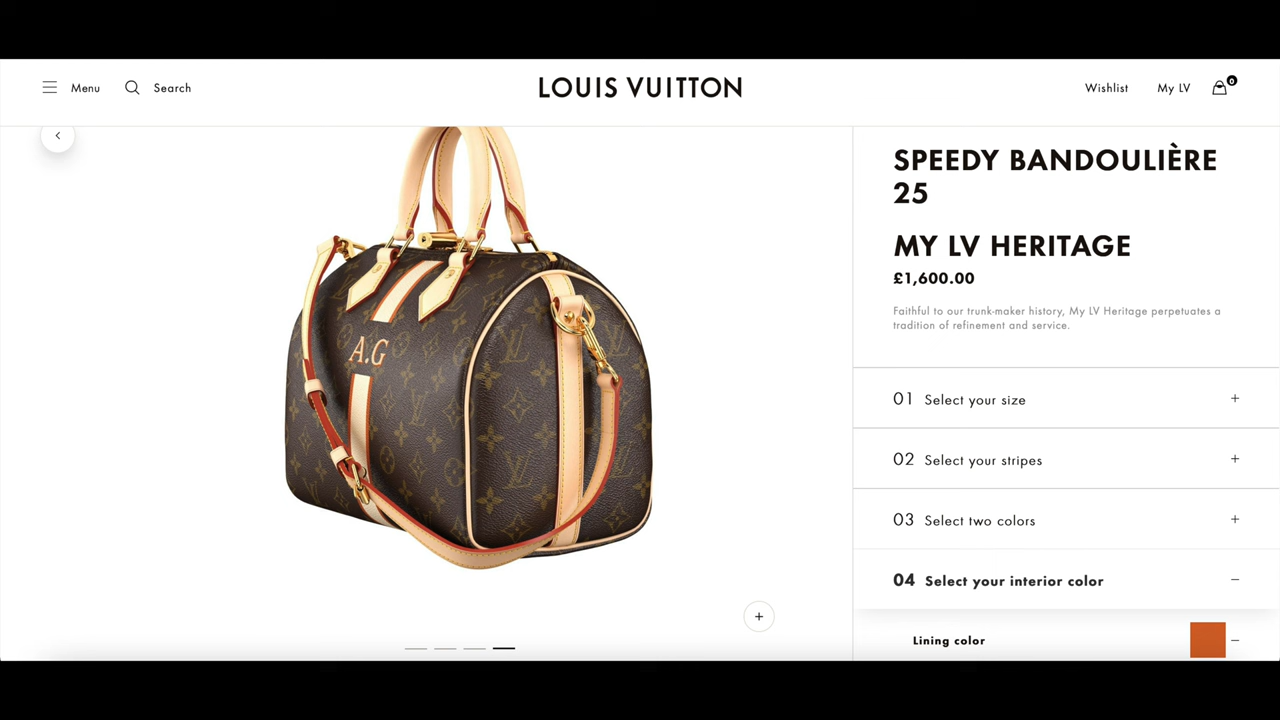 Menu
Search
LOUIS VUITTON
Wishlist
My LV
0
SPEEDY BANDOULIÈRE
25
MY LV HERITAGE
£1,600.00
Faithful to our trunk-maker history, My LV Heritage perpetuates a
tradition of refinement and service.
A.G
01 Select your size +
02 Select your stripes +
03 Select two colors +
04 Select your interior color −
Lining color −